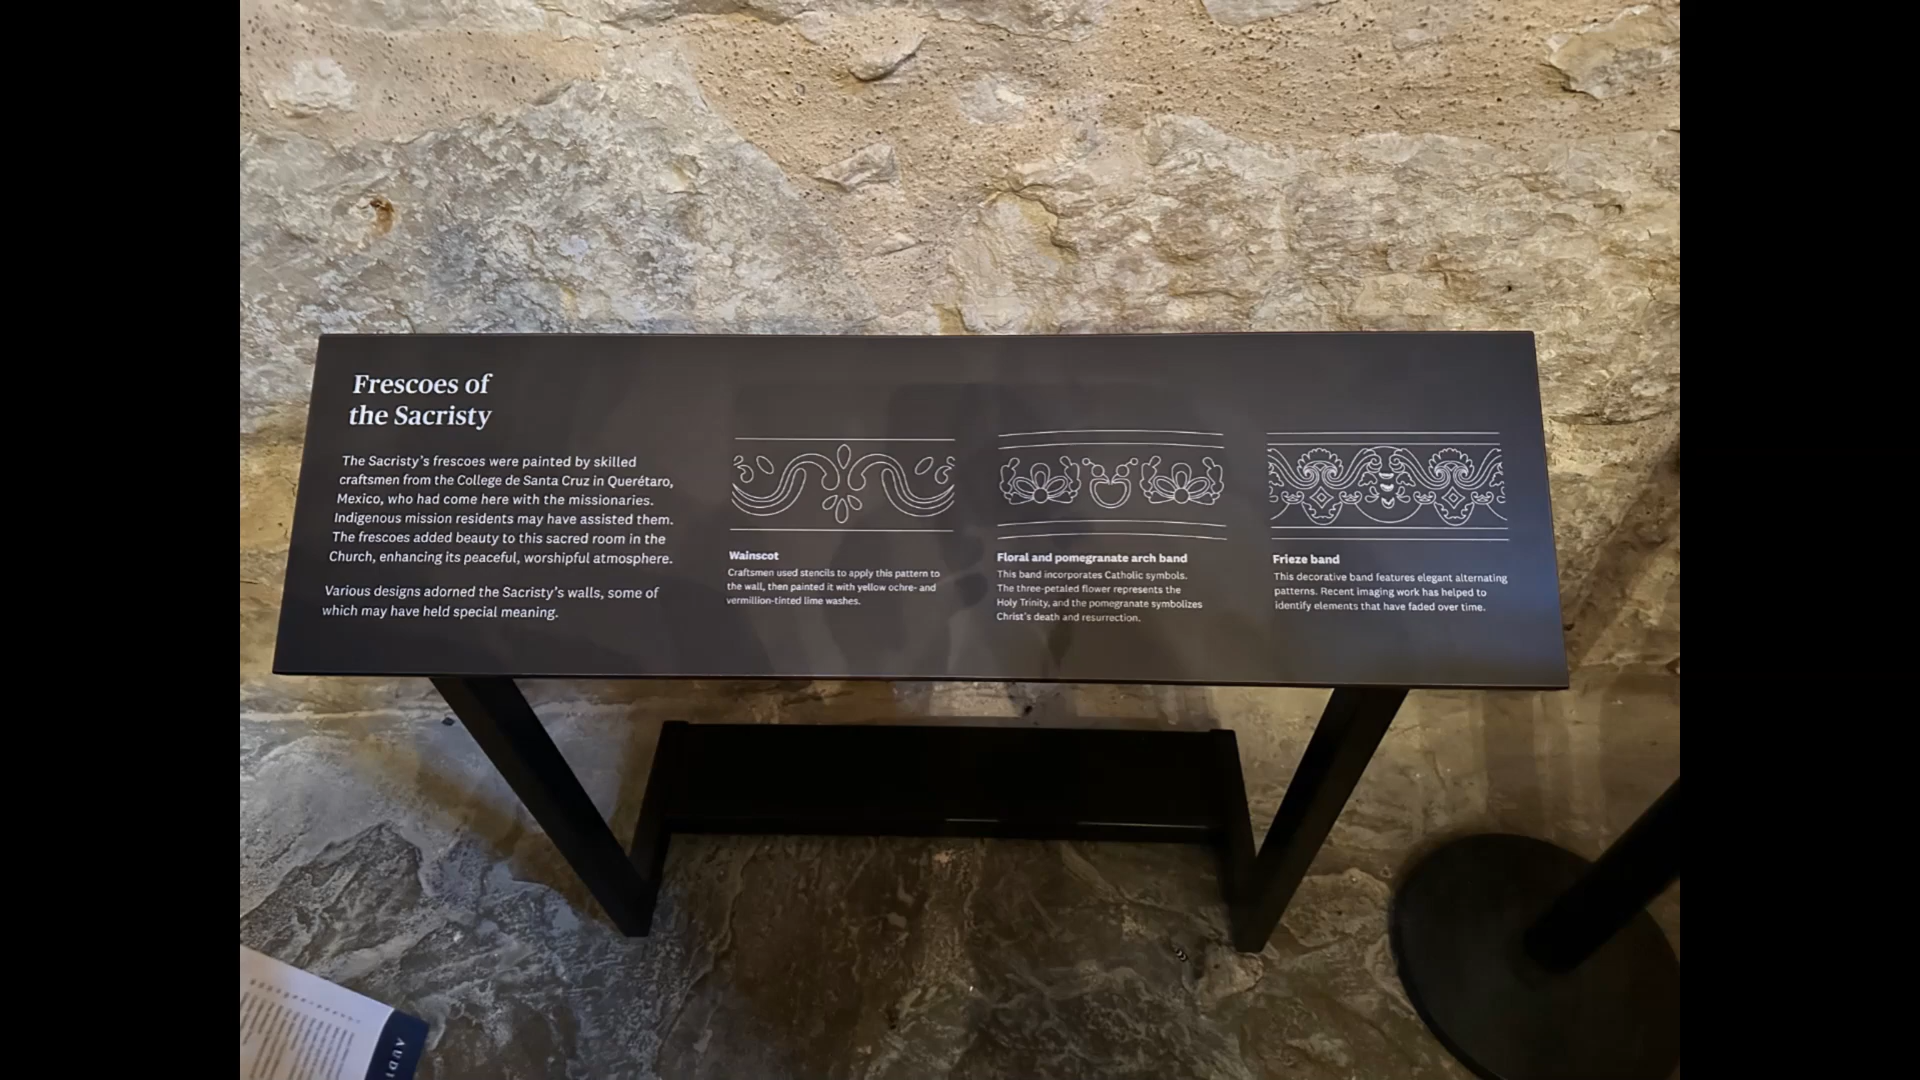 Frescoes of
the Sacristy
The Sacristy's frescoes were painted by skilled
craftsmen from the College de Santa Cruz in Querétaro,
Mexico, who had come here with the missionaries.
Indigenous mission residents may have assisted them.
The frescoes added beauty to this sacred room in the
Church, enhancing its peaceful, worshipful atmosphere.
Various designs adorned the Sacristy's walls, some of
which may have held special meaning.
Wainscot
Craftsmen used stencils to apply this pattern to
the wall, then painted it with yellow ochre- and
vermillion-tinted lime washes.
Floral and pomegranate arch band
This band incorporates Catholic symbols.
The three-petaled flower represents the
Holy Trinity, and the pomegranate symbolizes
Christ's death and resurrection.
Frieze band
This decorative band features elegant alternating
patterns. Recent imaging work has helped to
identify elements that have faded over time.